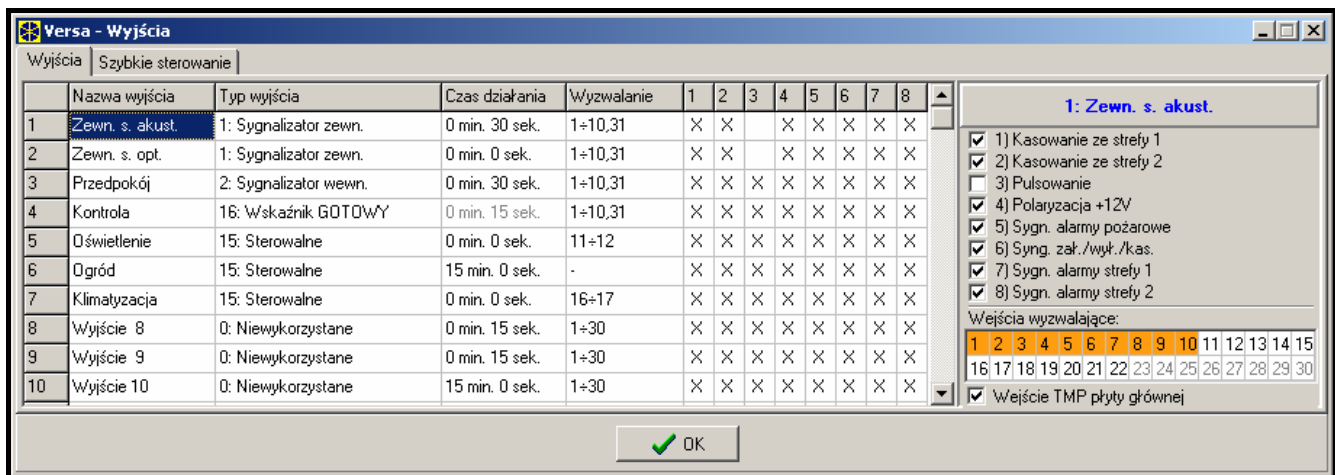 Versa - Wyjścia
Wyjścia Szybkie sterowanie
Nazwa wyjścia Typ wyjścia Czas działania Wyzwalanie 1 2 3 4 5 6 7 8
1 Zewn. s. akust. 1: Sygnalizator zewn. 0 min. 30 sek. 1÷10,31 X X X X X X X
2 Zewn. s. opt. 1: Sygnalizator zewn. 0 min. 0 sek. 1÷10,31 X X X X X X X
3 Przedpokój 2: Sygnalizator wewn. 0 min. 30 sek. 1÷10,31 X X X X X X X X
4 Kontrola 16: Wskaźnik GOTOWY 0 min. 15 sek. 1÷10,31 X X X X X X X X
5 Oświetlenie 15: Sterowalne 0 min. 0 sek. 11÷12 X X X X X X X X
6 Ogród 15: Sterowalne 15 min. 0 sek. - X X X X X X X X
7 Klimatyzacja 15: Sterowalne 0 min. 0 sek. 16÷17 X X X X X X X X
8 Wyjście 8 0: Niewykorzystane 0 min. 15 sek. 1÷30 X X X X X X X X
9 Wyjście 9 0: Niewykorzystane 0 min. 15 sek. 1÷30 X X X X X X X X
10 Wyjście 10 0: Niewykorzystane 15 min. 0 sek. 1÷30 X X X X X X X X
1: Zewn. s. akust.
1) Kasowanie ze strefy 1
2) Kasowanie ze strefy 2
3) Pulsowanie
4) Polaryzacja +12V
5) Sygn. alarmy pożarowe
6) Syng. zał./wył./kas.
7) Sygn. alarmy strefy 1
8) Sygn. alarmy strefy 2
Wejścia wyzwalające:
1 2 3 4 5 6 7 8 9 10 11 12 13 14 15
16 17 18 19 20 21 22 23 24 25 26 27 28 29 30
Wejście TMP płyty głównej
OK